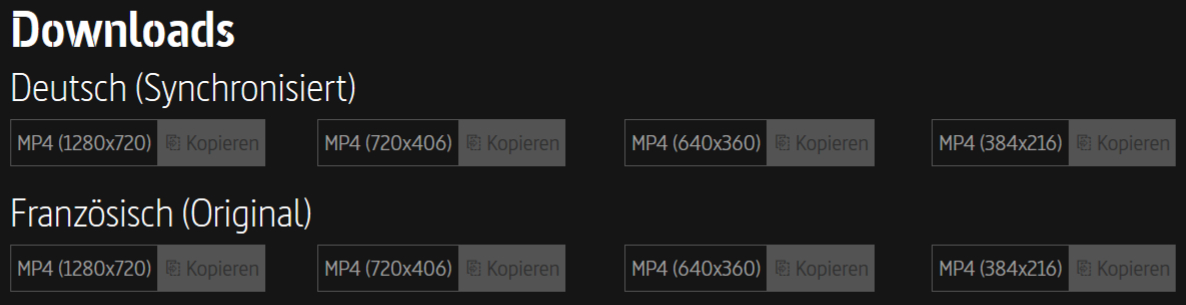 Downloads
Deutsch (Synchronisiert)
MP4 (1280x720) Kopieren MP4 (720x406) Kopieren MP4 (640x360) Kopieren MP4 (384x216) Kopieren
Französisch (Original)
MP4 (1280x720) Kopieren MP4 (720x406) Kopieren MP4 (640x360) Kopieren MP4 (384x216) Kopieren